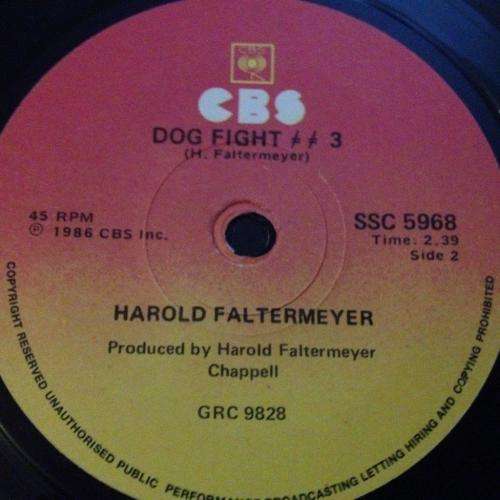 CBS
CBS
DOG FIGHT ≠ ≠ 3
(H. Faltermeyer)
45 RPM
℗ 1986 CBS Inc.
SSC 5968
Time: 2.39
Side 2
HAROLD FALTERMEYER
Produced by Harold Faltermeyer
Chappell
GRC 9828
COPYRIGHT RESERVED UNAUTHORISED PUBLIC PERFORMANCE BROADCASTING LETTING HIRING AND COPYING PROHIBITED